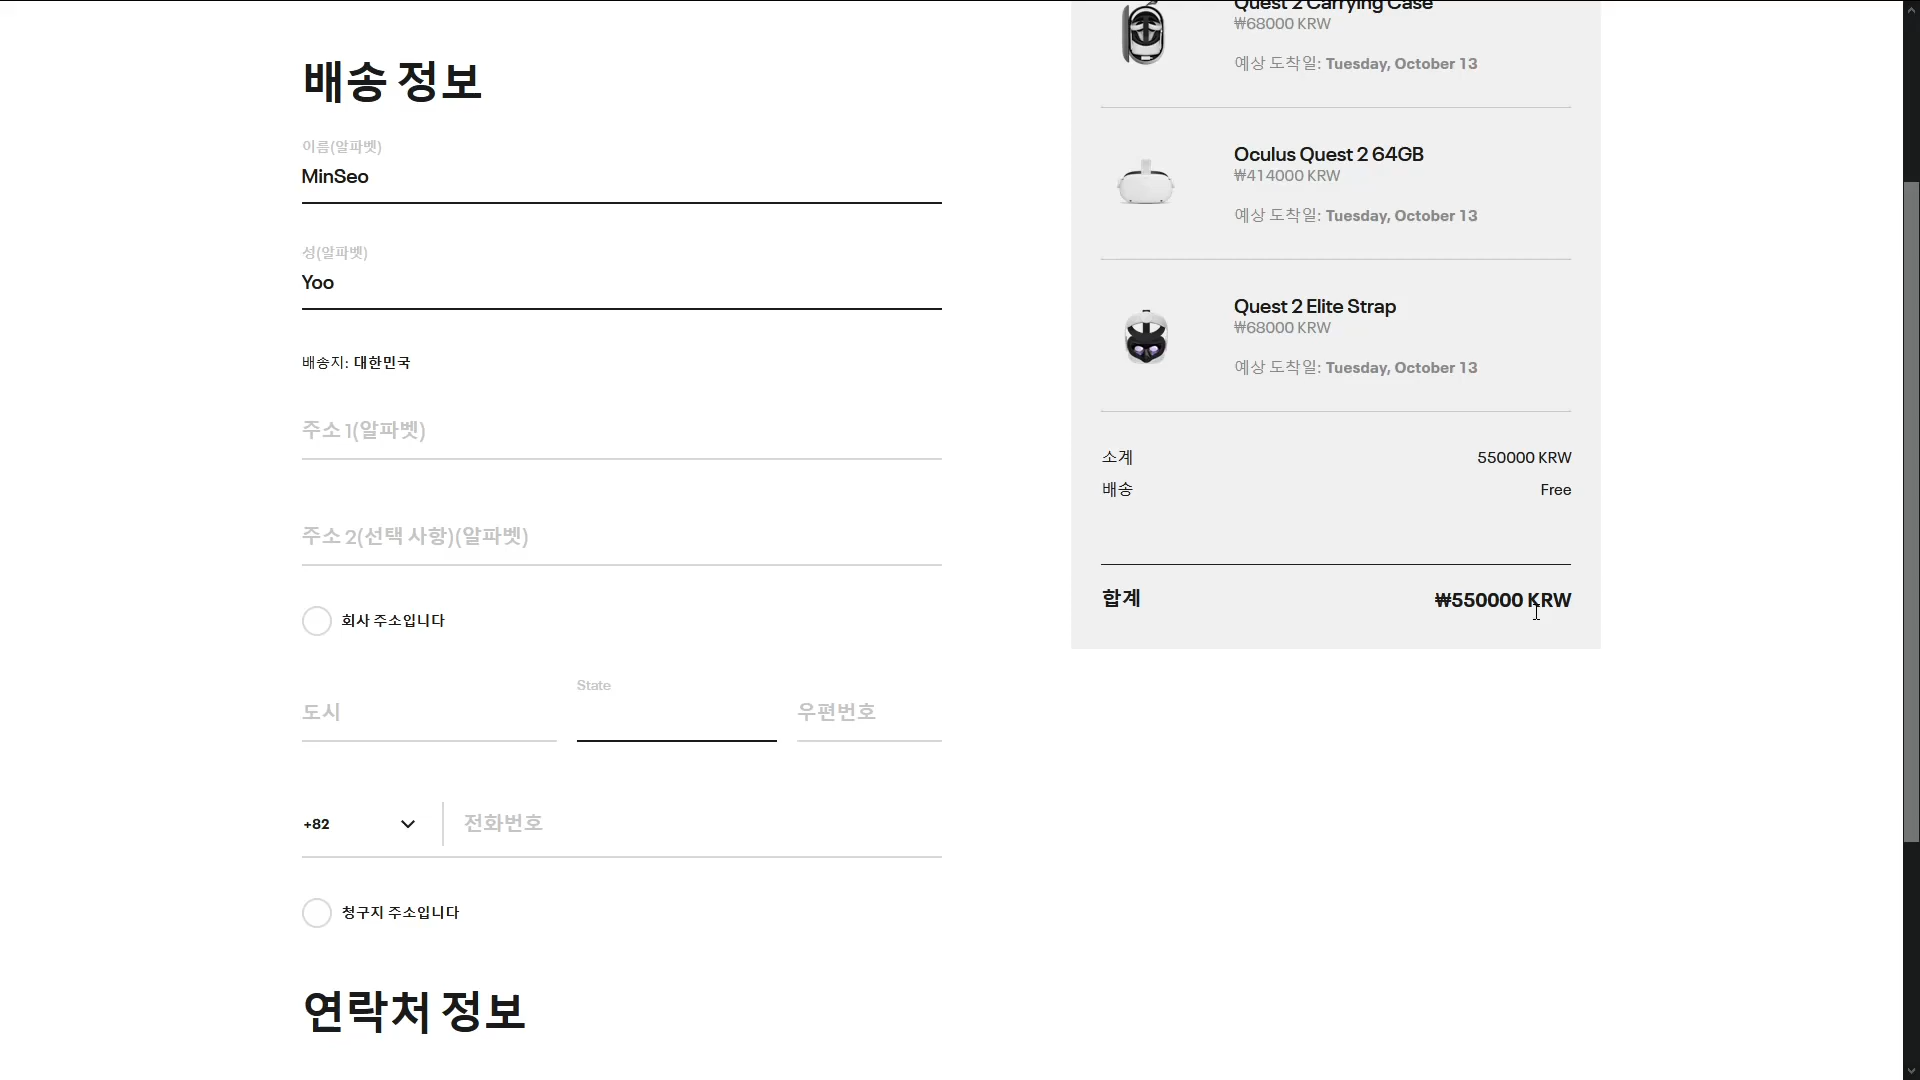 배송 정보
이름(알파벳)
MinSeo
성(알파벳)
Yoo
배송지: 대한민국
주소 1(알파벳)
주소 2(선택 사항)(알파벳)
회사 주소입니다
도시
State
우편번호
+82
전화번호
청구지 주소입니다
연락처 정보
Quest 2 Carrying Case
₩68000 KRW
예상 도착일: Tuesday, October 13
Oculus Quest 2 64GB
₩414000 KRW
예상 도착일: Tuesday, October 13
Quest 2 Elite Strap
₩68000 KRW
예상 도착일: Tuesday, October 13
소계 550000 KRW
배송 Free
합계 ₩550000 KRW